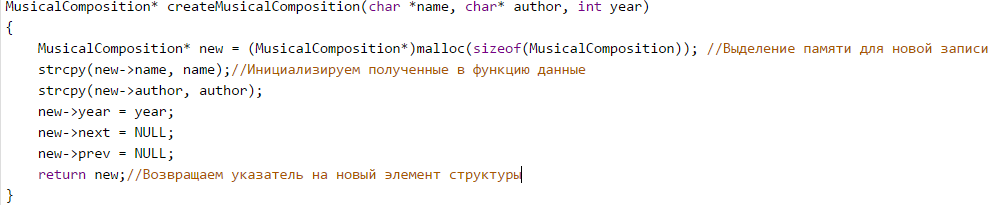 MusicalComposition* createMusicalComposition(char *name, char* author, int year)
{
    MusicalComposition* new = (MusicalComposition*)malloc(sizeof(MusicalComposition)); //Выделение памяти для новой записи
    strcpy(new->name, name);//Инициализируем полученные в функцию данные
    strcpy(new->author, author);
    new->year = year;
    new->next = NULL;
    new->prev = NULL;
    return new;//Возвращаем указатель на новый элемент структуры
}